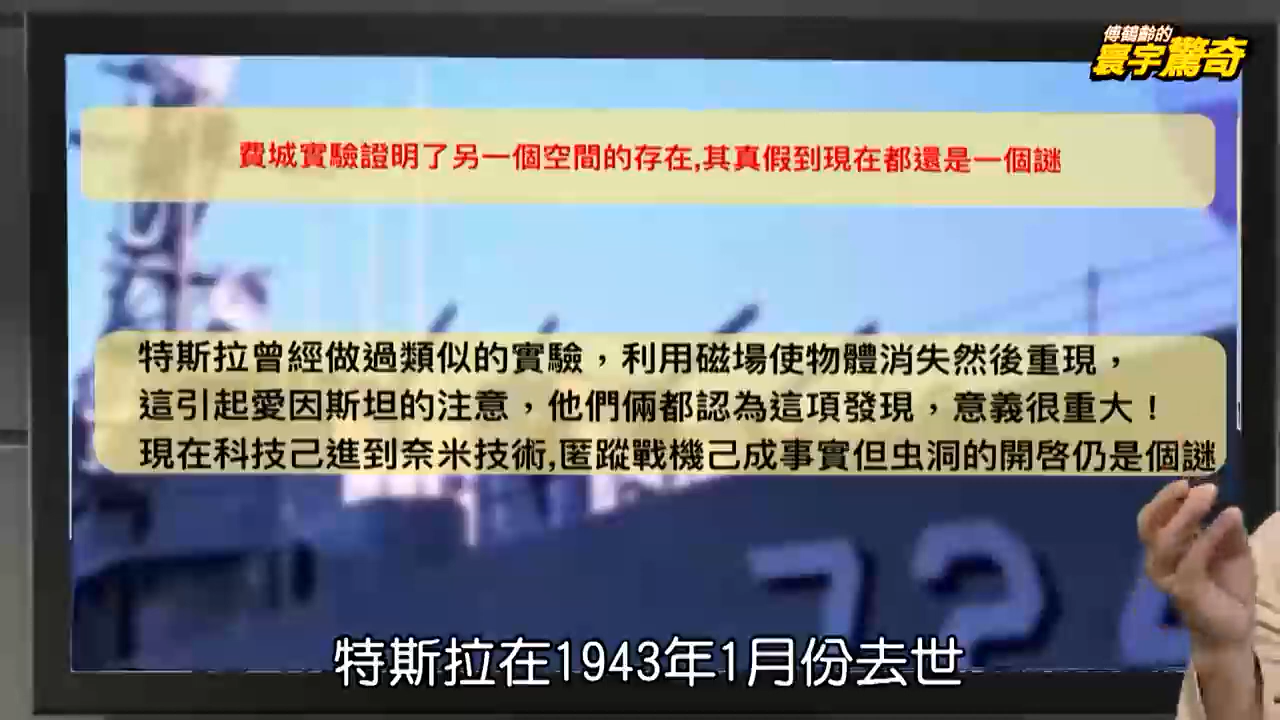 傅鶴齡的
寰宇驚奇
費城實驗證明了另一個空間的存在,其真假到現在都還是一個謎
特斯拉曾經做過類似的實驗，利用磁場使物體消失然後重現，
這引起愛因斯坦的注意，他們倆都認為這項發現，意義很重大！
現在科技己進到奈米技術,匿蹤戰機己成事實但虫洞的開啓仍是個謎
724
特斯拉在1943年1月份去世